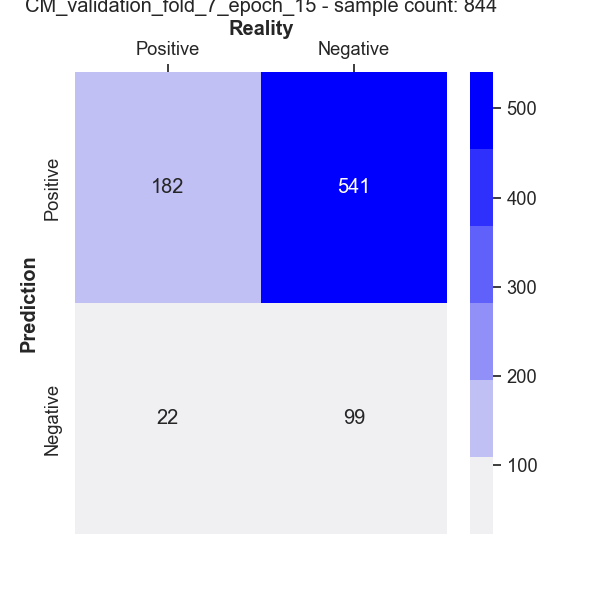 CM_validation_fold_7_epoch_15 - sample count: 844
Reality
Positive Negative
Prediction
Positive
182 541
500
400
300
200
100
Negative
22 99